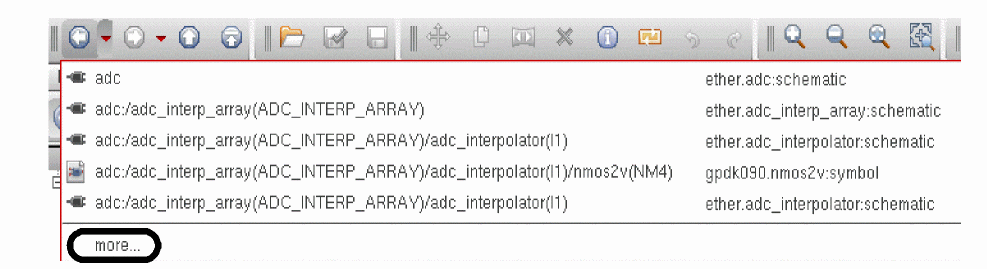 adc ether.adc:schematic
adc:/adc_interp_array(ADC_INTERP_ARRAY) ether.adc_interp_array:schematic
adc:/adc_interp_array(ADC_INTERP_ARRAY)/adc_interpolator(I1) ether.adc_interpolator:schematic
adc:/adc_interp_array(ADC_INTERP_ARRAY)/adc_interpolator(I1)/nmos2v(NM4) gpdk090.nmos2v:symbol
adc:/adc_interp_array(ADC_INTERP_ARRAY)/adc_interpolator(I1) ether.adc_interpolator:schematic
more...